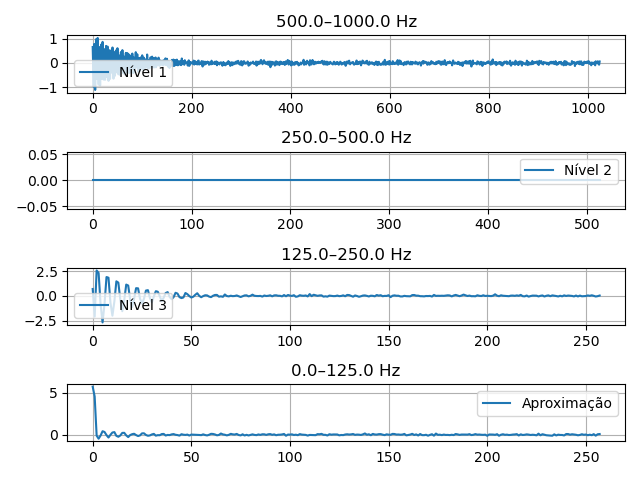 500.0–1000.0 Hz
1
0
−1
Nível 1
0 200 400 600 800 1000
250.0–500.0 Hz
0.05
0.00
−0.05
Nível 2
0 100 200 300 400 500
125.0–250.0 Hz
2.5
0.0
−2.5
Nível 3
0 50 100 150 200 250
0.0–125.0 Hz
5
0
Aproximação
0 50 100 150 200 250